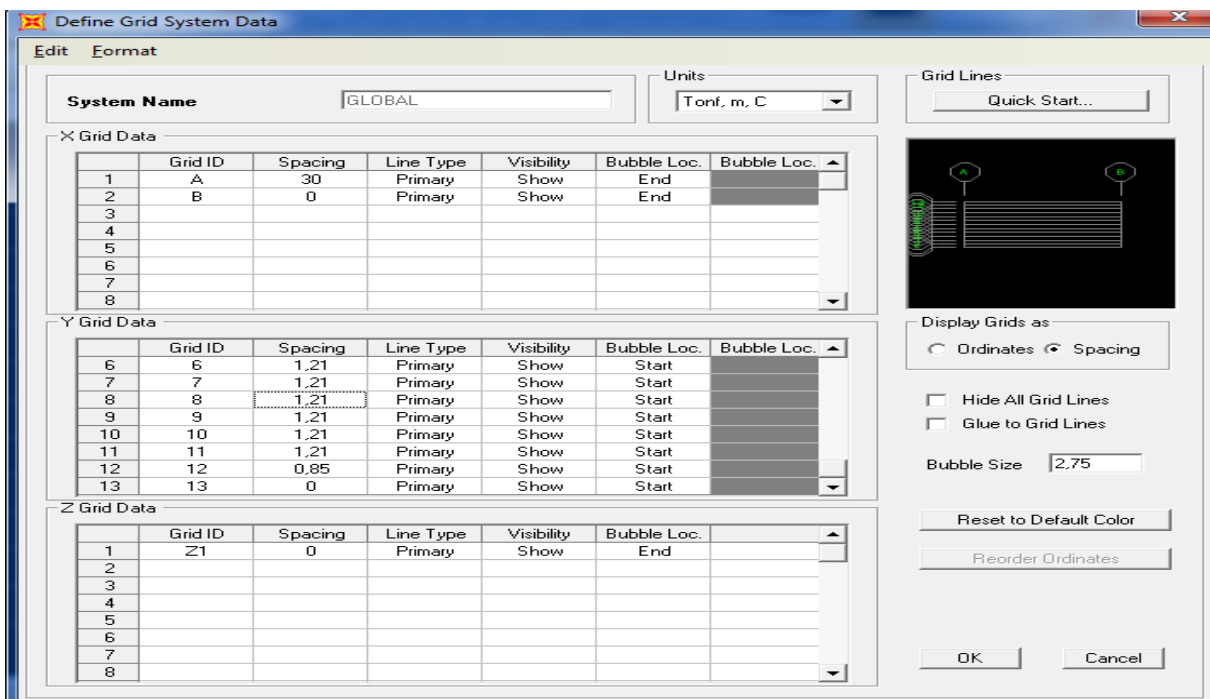 Define Grid System Data
Edit Format
System Name GLOBAL
Units
Tonf, m, C
Grid Lines
Quick Start...
X Grid Data
Grid ID Spacing Line Type Visibility Bubble Loc. Bubble Loc.
1 A 30 Primary Show End
2 B 0 Primary Show End
3
4
5
6
7
8
A B
Y Grid Data
Grid ID Spacing Line Type Visibility Bubble Loc. Bubble Loc.
6 6 1,21 Primary Show Start
7 7 1,21 Primary Show Start
8 8 1,21 Primary Show Start
9 9 1,21 Primary Show Start
10 10 1,21 Primary Show Start
11 11 1,21 Primary Show Start
12 12 0,85 Primary Show Start
13 13 0 Primary Show Start
Display Grids as
Ordinates Spacing
Hide All Grid Lines
Glue to Grid Lines
Bubble Size 2,75
Z Grid Data
Grid ID Spacing Line Type Visibility Bubble Loc.
1 Z1 0 Primary Show End
2
3
4
5
6
7
8
Reset to Default Color
Reorder Ordinates
OK Cancel